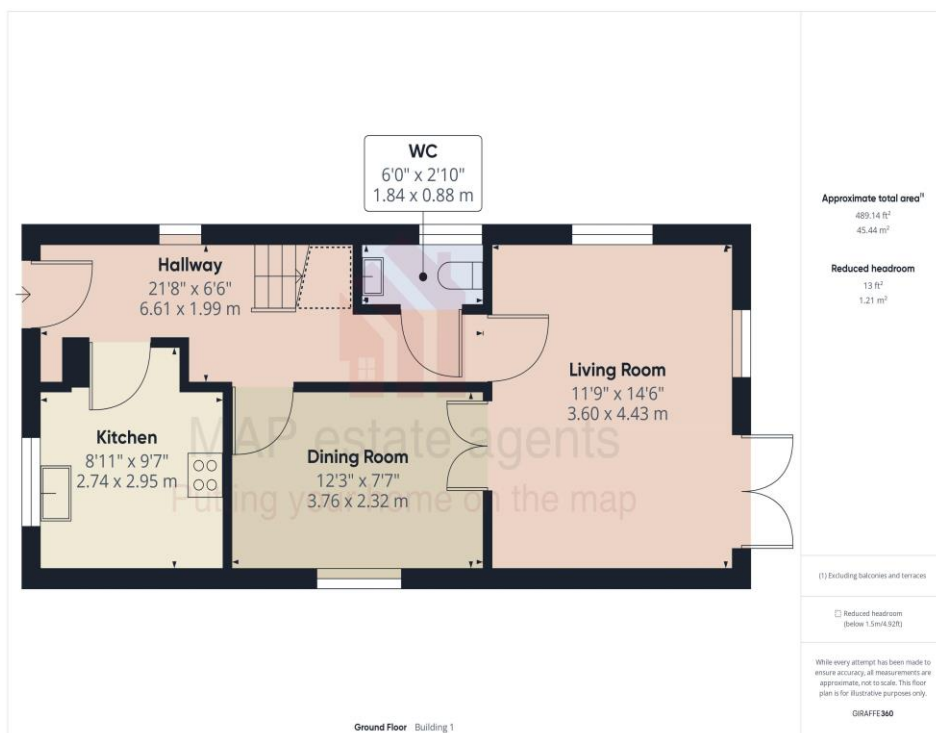 WC
6'0" x 2'10"
1.84 x 0.88 m
Hallway
21'8" x 6'6"
6.61 x 1.99 m
Living Room
11'9" x 14'6"
3.60 x 4.43 m
Kitchen
8'11" x 9'7"
2.74 x 2.95 m
Dining Room
12'3" x 7'7"
3.76 x 2.32 m
MAP estate agents
Putting your home on the map
Ground Floor Building 1
Approximate total area⁽¹⁾
489.14 ft²
45.44 m²
Reduced headroom
13 ft²
1.21 m²
(1) Excluding balconies and terraces
Reduced headroom
(below 1.5m/4.92ft)
While every attempt has been made to
ensure accuracy, all measurements are
approximate, not to scale. This floor
plan is for illustrative purposes only.
GIRAFFE360